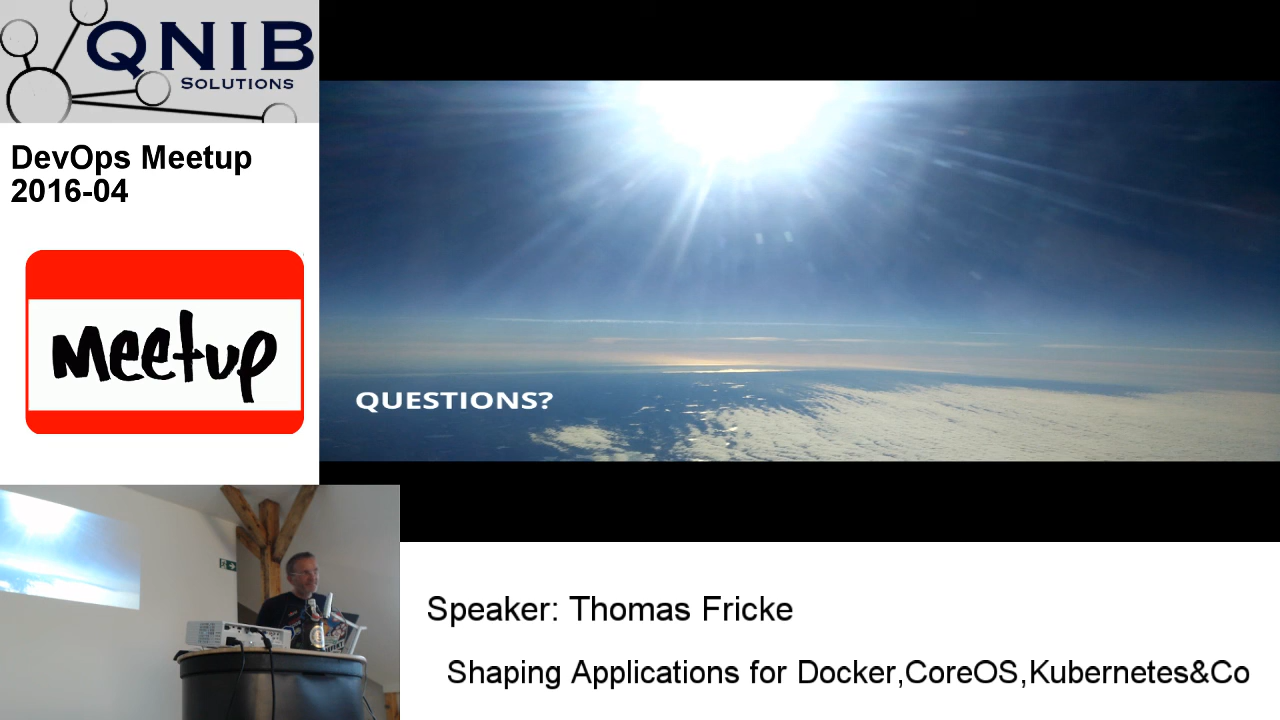 QNIB
SOLUTIONS
DevOps Meetup
2016-04
meetup
QUESTIONS?
Speaker: Thomas Fricke
Shaping Applications for Docker,CoreOS,Kubernetes&Co